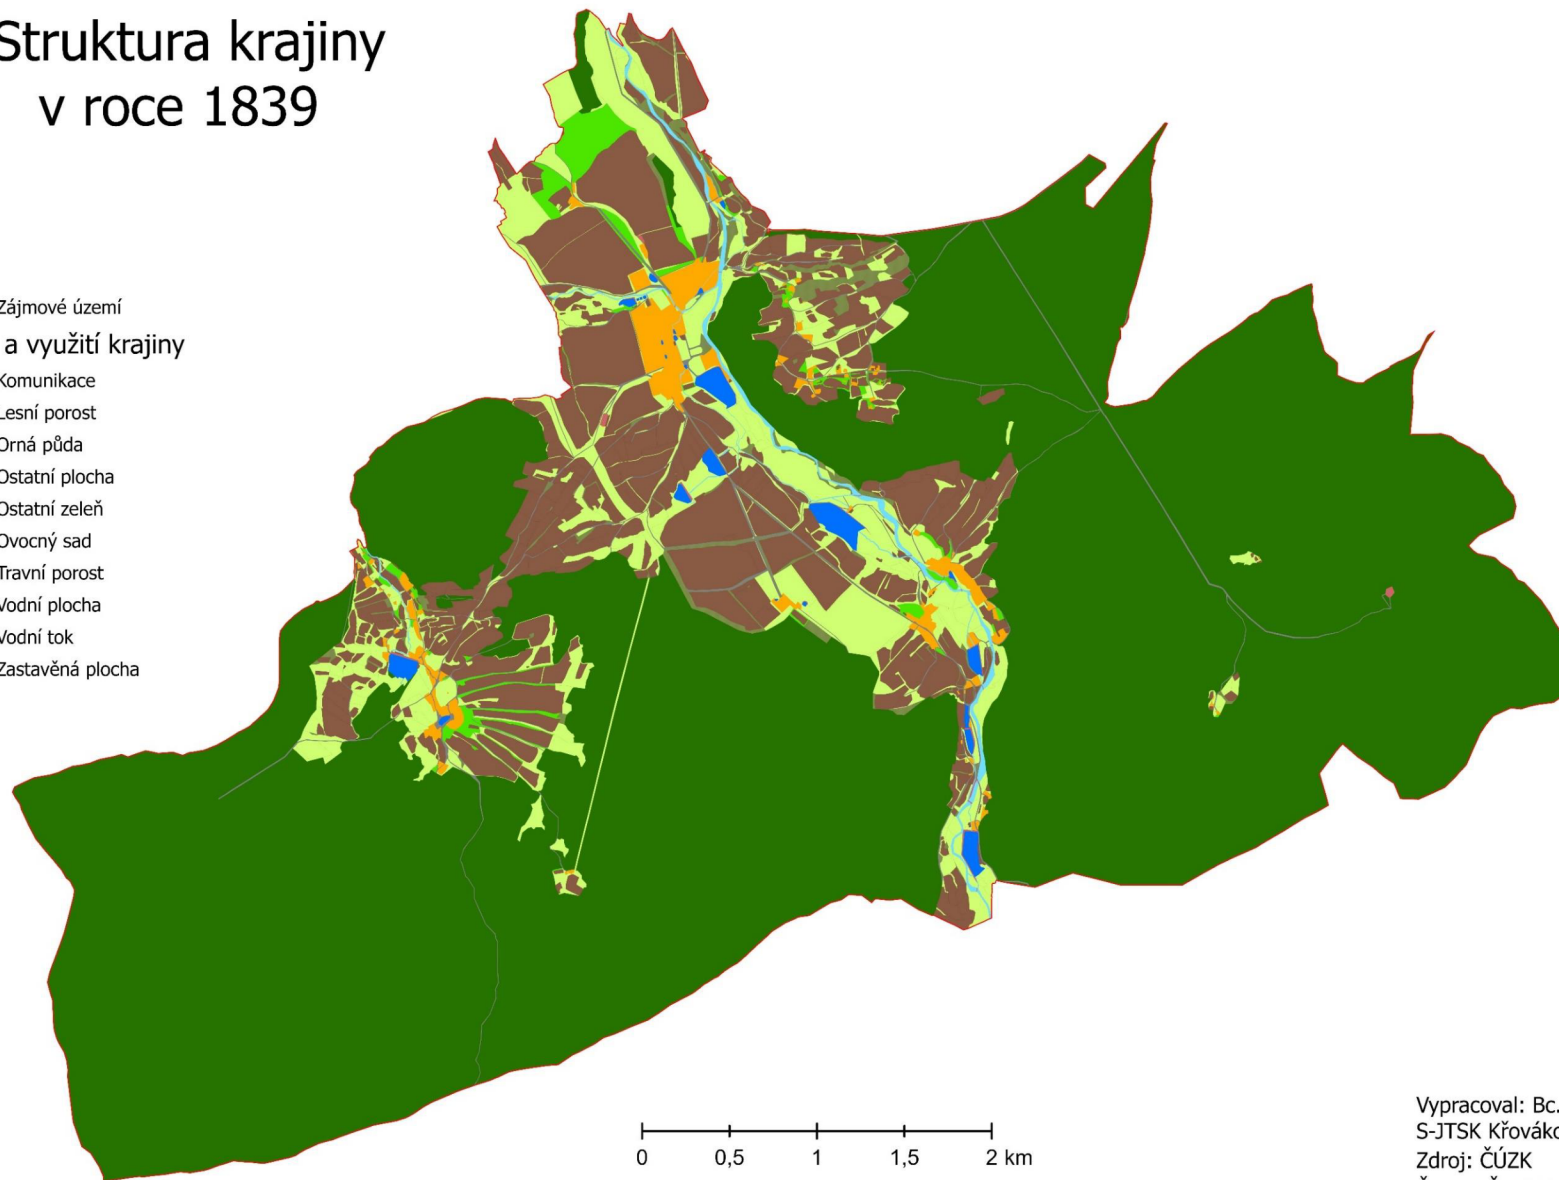 Struktura krajiny
v roce 1839
Zájmové území
a využití krajiny
Komunikace
Lesní porost
Orná půda
Ostatní plocha
Ostatní zeleň
Ovocný sad
Travní porost
Vodní plocha
Vodní tok
Zastavěná plocha
0 0,5 1 1,5 2 km
Vypracoval: Bc.
S-JTSK Křováko
Zdroj: ČÚZK